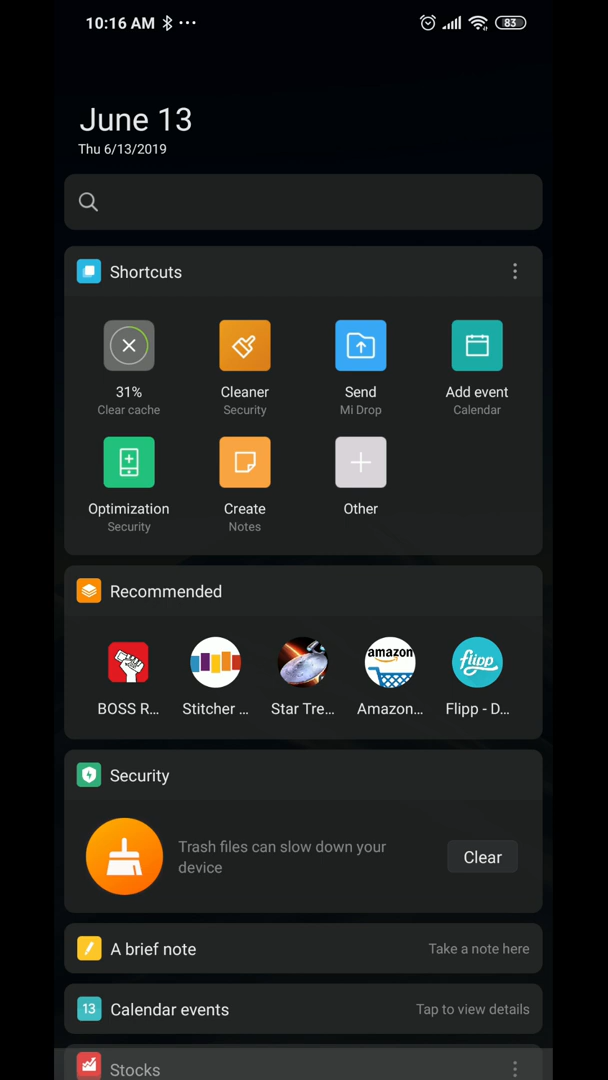 10:16 AM
83
June 13
Thu 6/13/2019
Shortcuts
31%
Clear cache
Cleaner
Security
Send
Mi Drop
Add event
Calendar
Optimization
Security
Create
Notes
Other
Recommended
amazon
flipp
BOSS R...
Stitcher ...
Star Tre...
Amazon...
Flipp - D...
Security
Trash files can slow down your
device
Clear
A brief note
Take a note here
13
Calendar events
Tap to view details
Stocks